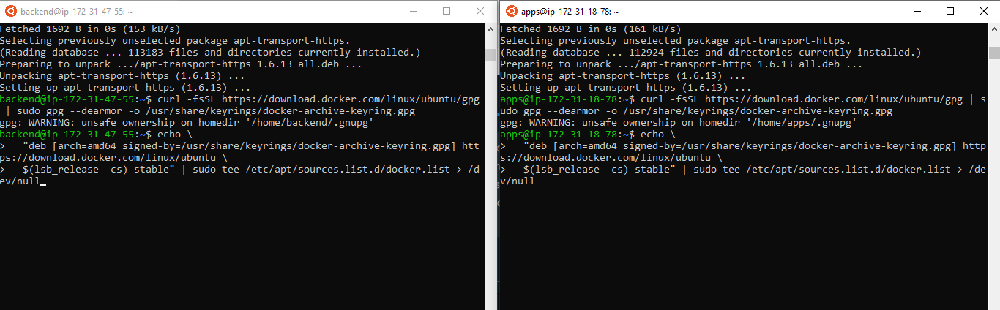 backend@ip-172-31-47-55: ~
Fetched 1692 B in 0s (153 kB/s)
Selecting previously unselected package apt-transport-https.
(Reading database ... 113183 files and directories currently installed.)
Preparing to unpack .../apt-transport-https_1.6.13_all.deb ...
Unpacking apt-transport-https (1.6.13) ...
Setting up apt-transport-https (1.6.13) ...
backend@ip-172-31-47-55:~$ curl -fsSL https://download.docker.com/linux/ubuntu/gpg
 | sudo gpg --dearmor -o /usr/share/keyrings/docker-archive-keyring.gpg
gpg: WARNING: unsafe ownership on homedir '/home/backend/.gnupg'
backend@ip-172-31-47-55:~$ echo \
>   "deb [arch=amd64 signed-by=/usr/share/keyrings/docker-archive-keyring.gpg] htt
ps://download.docker.com/linux/ubuntu \
>   $(lsb_release -cs) stable" | sudo tee /etc/apt/sources.list.d/docker.list > /d
ev/null
apps@ip-172-31-18-78: ~
Fetched 1692 B in 0s (161 kB/s)
Selecting previously unselected package apt-transport-https.
(Reading database ... 112924 files and directories currently installed.)
Preparing to unpack .../apt-transport-https_1.6.13_all.deb ...
Unpacking apt-transport-https (1.6.13) ...
Setting up apt-transport-https (1.6.13) ...
apps@ip-172-31-18-78:~$ curl -fsSL https://download.docker.com/linux/ubuntu/gpg | s
udo gpg --dearmor -o /usr/share/keyrings/docker-archive-keyring.gpg
gpg: WARNING: unsafe ownership on homedir '/home/apps/.gnupg'
apps@ip-172-31-18-78:~$ echo \
>   "deb [arch=amd64 signed-by=/usr/share/keyrings/docker-archive-keyring.gpg] http
s://download.docker.com/linux/ubuntu \
>   $(lsb_release -cs) stable" | sudo tee /etc/apt/sources.list.d/docker.list > /de
v/null